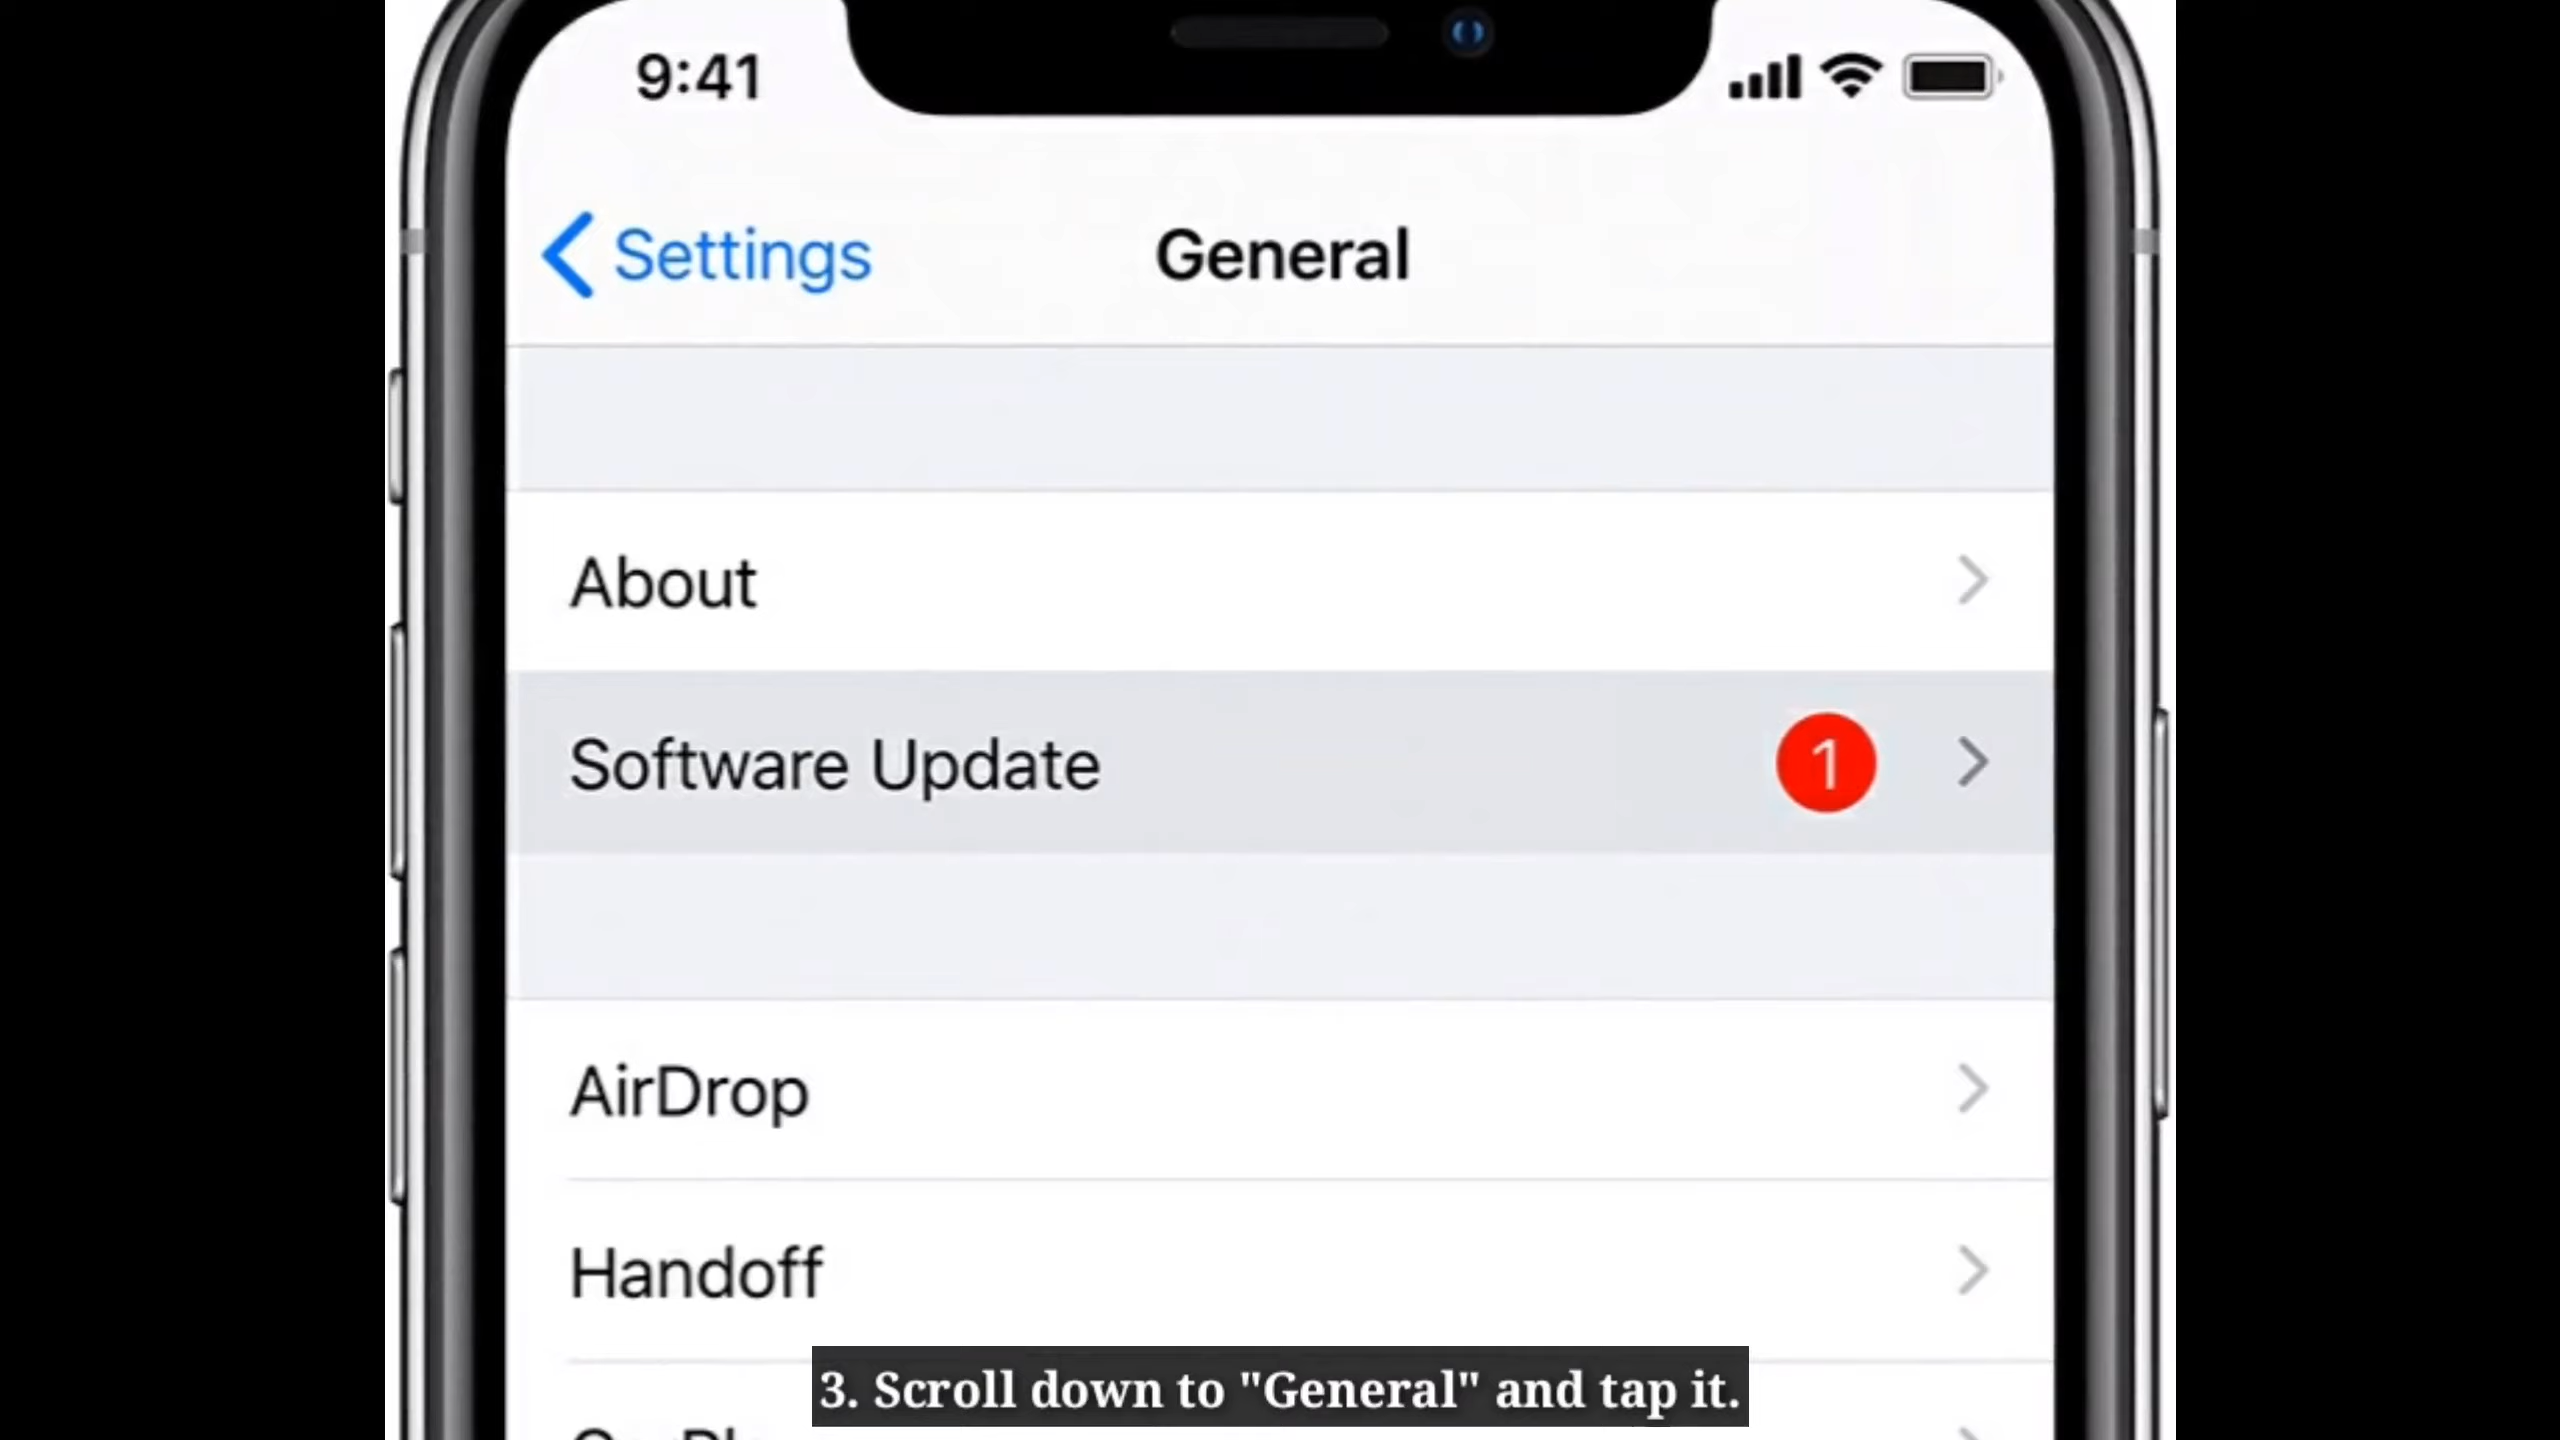 9:41
Settings
General
About
Software Update
1
AirDrop
Handoff
3. Scroll down to "General" and tap it.